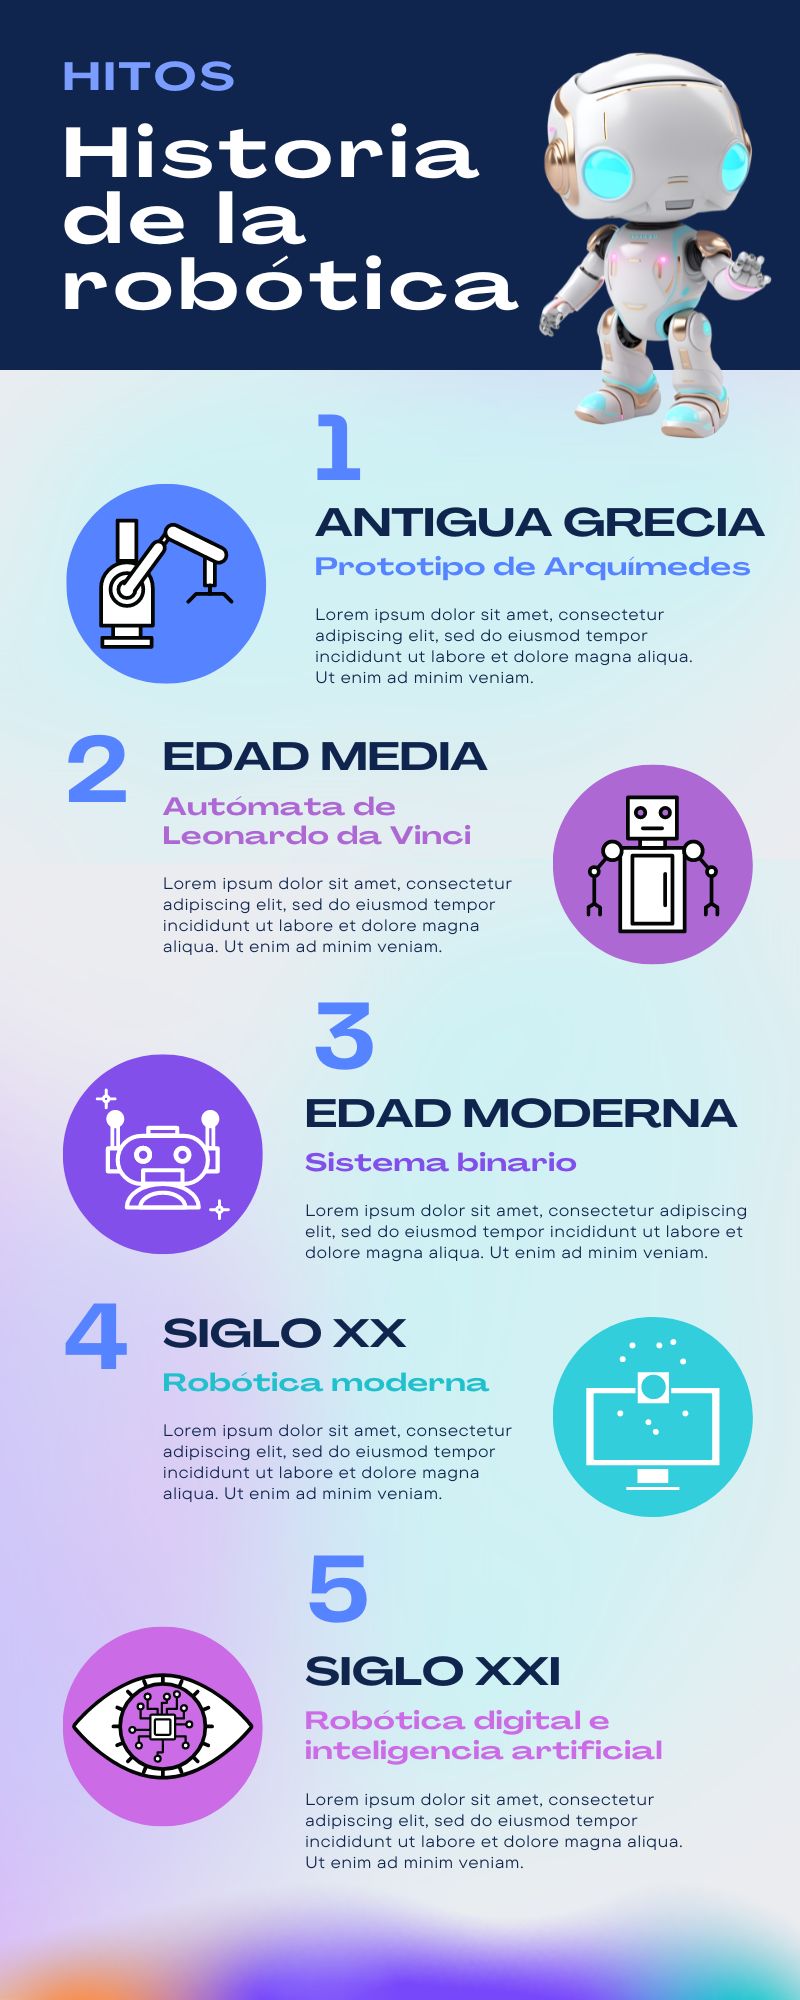 HITOS
Historia
de la
robótica
1
ANTIGUA GRECIA
Prototipo de Arquímedes
Lorem ipsum dolor sit amet, consectetur
adipiscing elit, sed do eiusmod tempor
incididunt ut labore et dolore magna aliqua.
Ut enim ad minim veniam.
2
EDAD MEDIA
Autómata de
Leonardo da Vinci
Lorem ipsum dolor sit amet, consectetur
adipiscing elit, sed do eiusmod tempor
incididunt ut labore et dolore magna
aliqua. Ut enim ad minim veniam.
3
EDAD MODERNA
Sistema binario
Lorem ipsum dolor sit amet, consectetur adipiscing
elit, sed do eiusmod tempor incididunt ut labore et
dolore magna aliqua. Ut enim ad minim veniam.
4
SIGLO XX
Robótica moderna
Lorem ipsum dolor sit amet, consectetur
adipiscing elit, sed do eiusmod tempor
incididunt ut labore et dolore magna
aliqua. Ut enim ad minim veniam.
5
SIGLO XXI
Robótica digital e
inteligencia artificial
Lorem ipsum dolor sit amet, consectetur
adipiscing elit, sed do eiusmod tempor
incididunt ut labore et dolore magna aliqua.
Ut enim ad minim veniam.